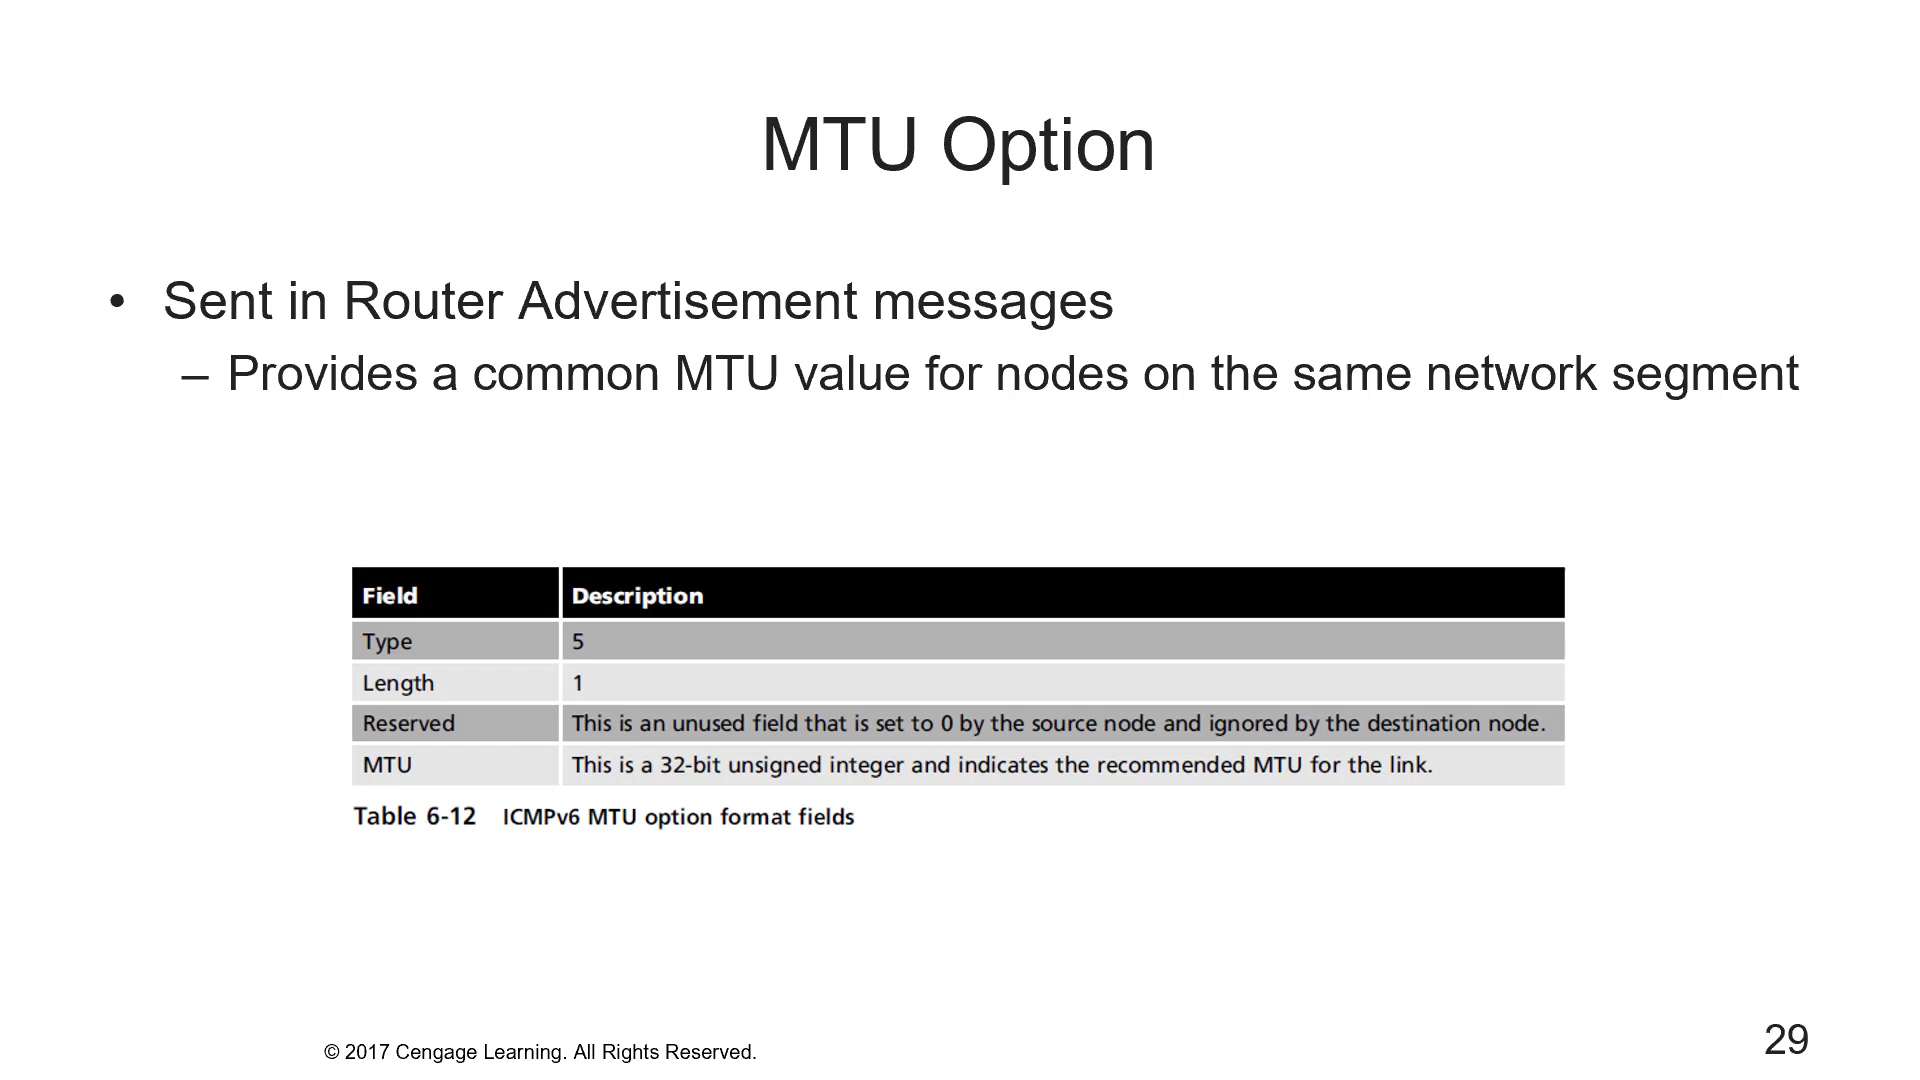 MTU Option
• Sent in Router Advertisement messages
– Provides a common MTU value for nodes on the same network segment
Field Description
Type 5
Length 1
Reserved This is an unused field that is set to 0 by the source node and ignored by the destination node.
MTU This is a 32-bit unsigned integer and indicates the recommended MTU for the link.
Table 6-12 ICMPv6 MTU option format fields
© 2017 Cengage Learning. All Rights Reserved.
29